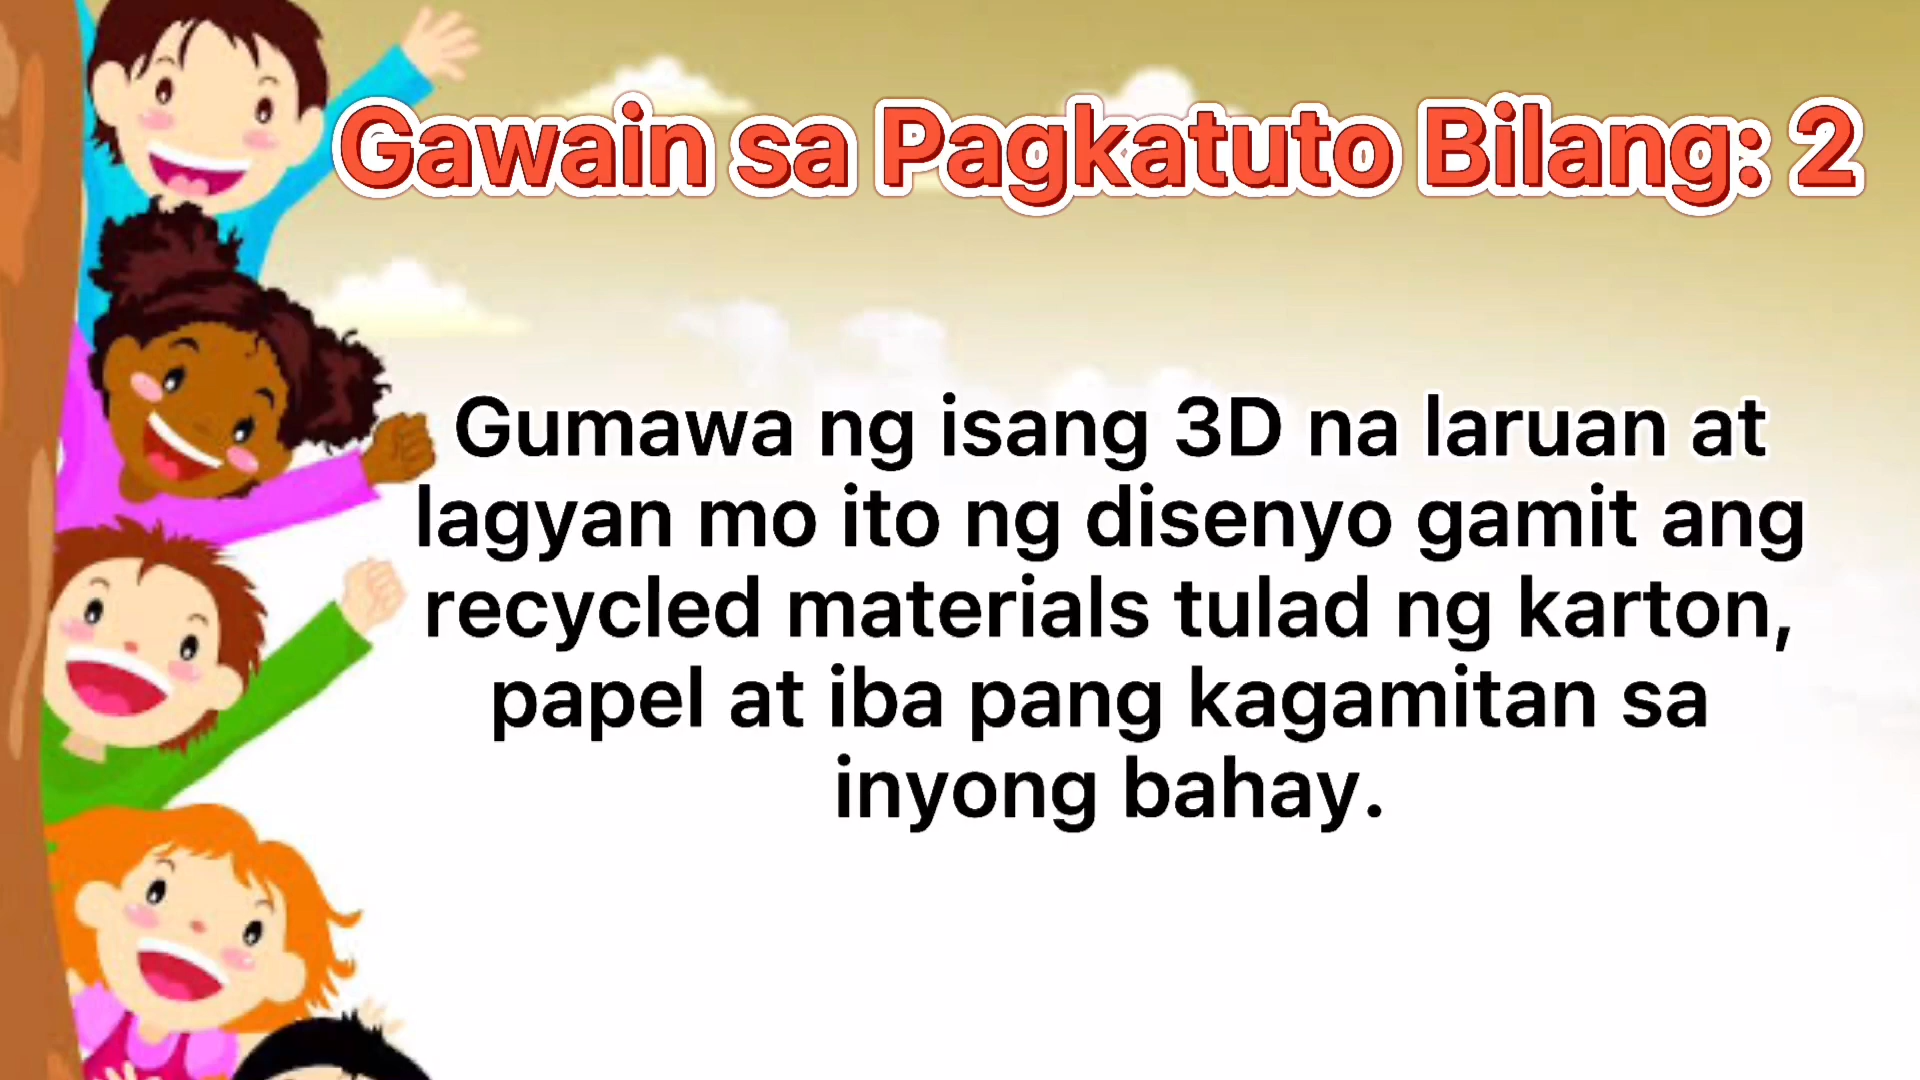 Gawain sa Pagkatuto Bilang: 2
Gumawa ng isang 3D na laruan at
lagyan mo ito ng disenyo gamit ang
recycled materials tulad ng karton,
papel at iba pang kagamitan sa
inyong bahay.